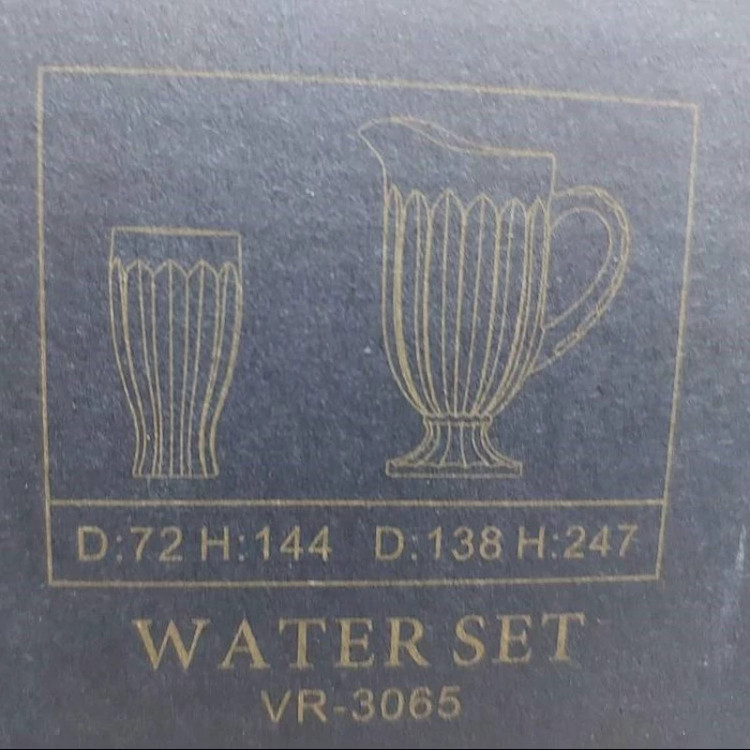 D:72 H:144 D:138 H:247
WATER SET
VR-3065